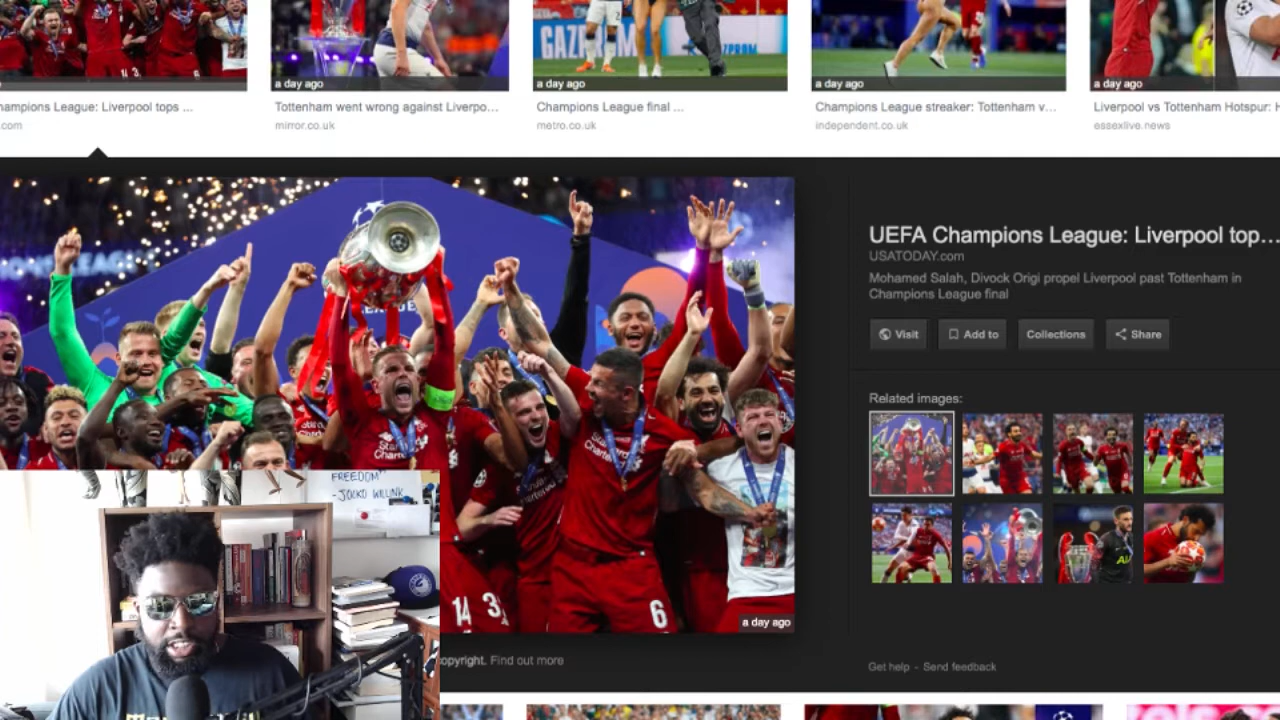 a day ago
a day ago
a day ago
a day ago
hampions League: Liverpool tops ...
Tottenham went wrong against Liverpo...
Champions League final ...
Champions League streaker: Tottenham v...
Liverpool vs Tottenham Hotspur: H
.com
mirror.co.uk
metro.co.uk
independent.co.uk
essexlive.news
UEFA Champions League: Liverpool top...
USATODAY.com
Mohamed Salah, Divock Origi propel Liverpool past Tottenham in
Champions League final
Visit
Add to
Collections
Share
Related images:
FREEDOM"
-JOCKO WILLINK
14
6
a day ago
opyright. Find out more
Get help - Send feedback